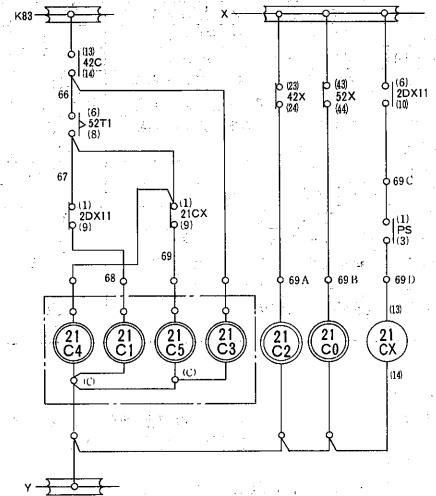 K83
X
(13)
42C
(14)
66
(6)
52T1
(8)
67
(1)
2DX11
(9)
(1)
21CX
(9)
68
69
(23)
42X
(24)
(43)
52X
(44)
(6)
2DX11
(10)
69C
(1)
PS
(3)
69A
69B
69D
(13)
21
C4
21
C1
21
C5
21
C3
21
C2
21
C0
21
CX
(14)
(C)
(C)
Y